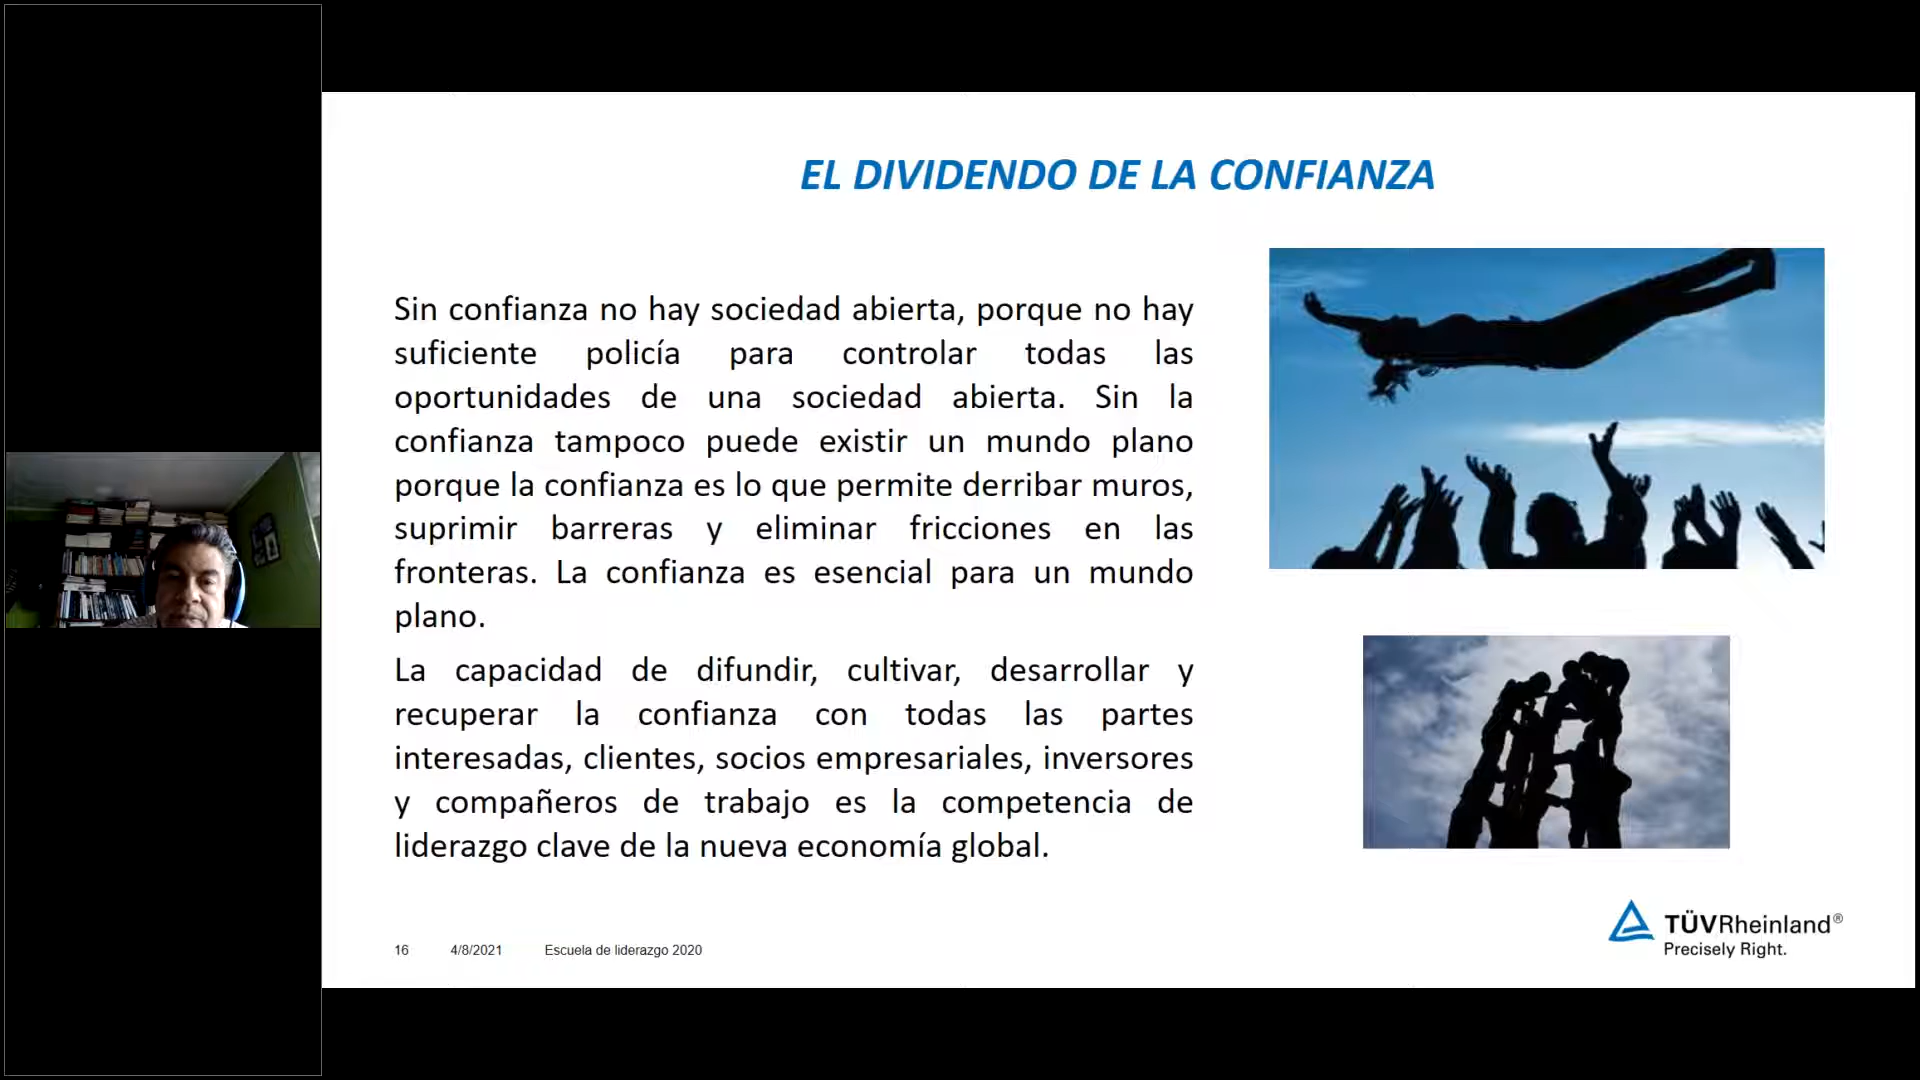 EL DIVIDENDO DE LA CONFIANZA
Sin confianza no hay sociedad abierta, porque no hay
suficiente policía para controlar todas las
oportunidades de una sociedad abierta. Sin la
confianza tampoco puede existir un mundo plano
porque la confianza es lo que permite derribar muros,
suprimir barreras y eliminar fricciones en las
fronteras. La confianza es esencial para un mundo
plano.
La capacidad de difundir, cultivar, desarrollar y
recuperar la confianza con todas las partes
interesadas, clientes, socios empresariales, inversores
y compañeros de trabajo es la competencia de
liderazgo clave de la nueva economía global.
16 4/8/2021 Escuela de liderazgo 2020
TÜVRheinland®
Precisely Right.